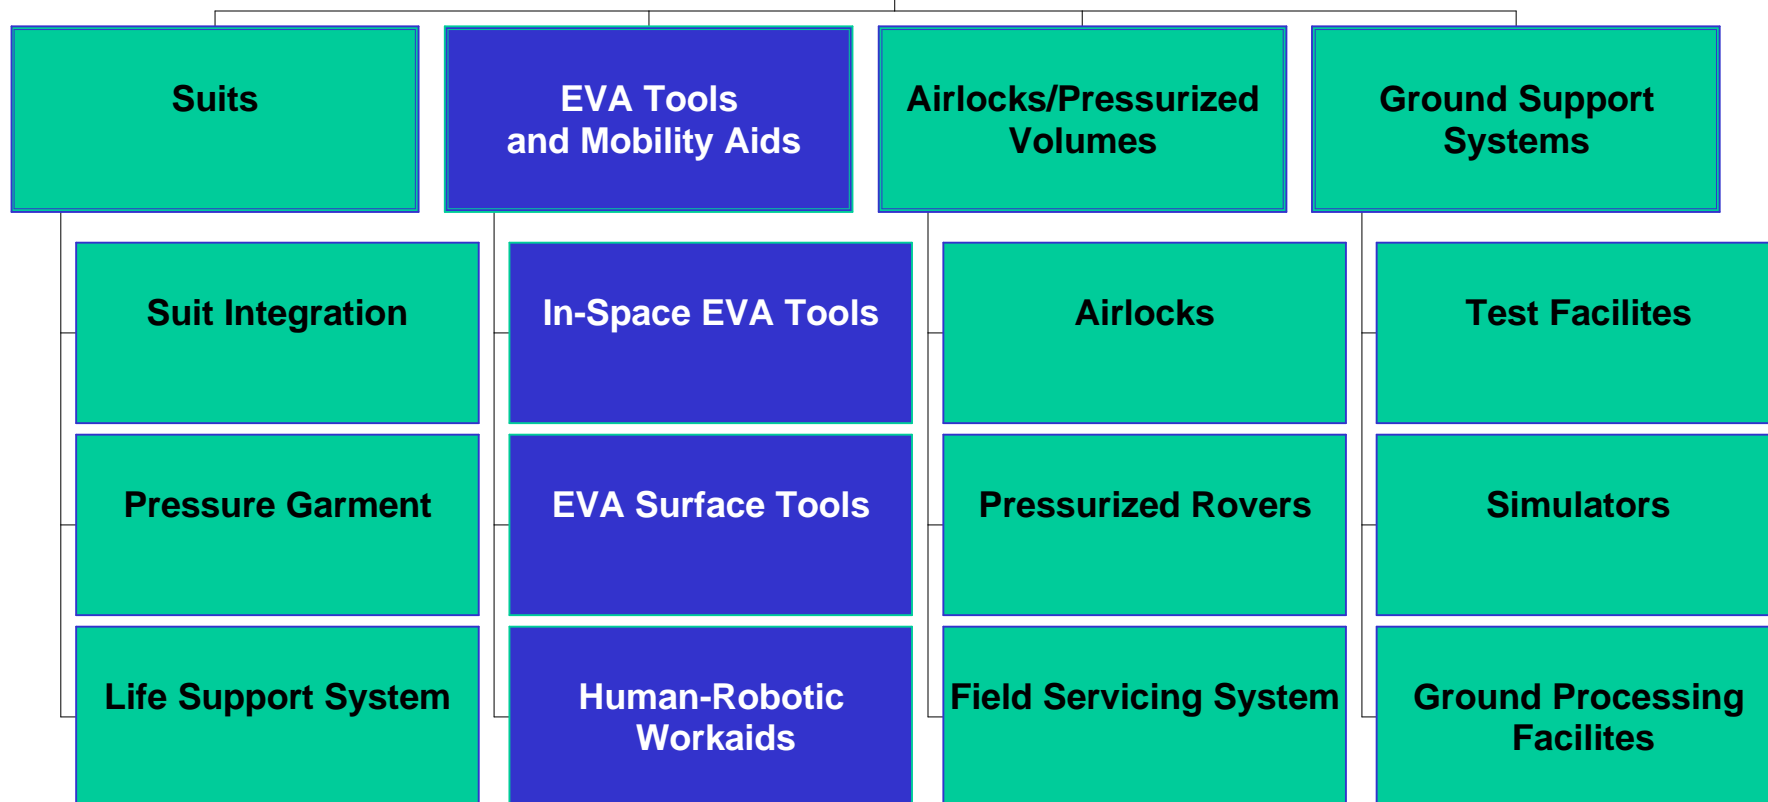 Suits
EVA Tools
and Mobility Aids
Airlocks/Pressurized
Volumes
Ground Support
Systems
Suit Integration
In-Space EVA Tools
Airlocks
Test Facilites
Pressure Garment
EVA Surface Tools
Pressurized Rovers
Simulators
Life Support System
Human-Robotic
Workaids
Field Servicing System
Ground Processing
Facilites